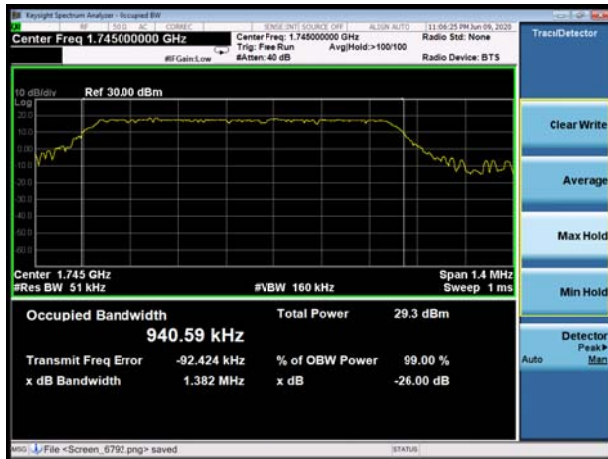 Keysight Spectrum Analyzer - Occupied BW
RF 50 Ω AC CORREC SENSE:INT SOURCE OFF ALIGN AUTO 11:06:25 PM Jun 09, 2020
Center Freq 1.745000000 GHz
Center Freq: 1.745000000 GHz
Radio Std: None
Trig: Free Run Avg|Hold:>100/100
#IFGain:Low #Atten: 40 dB Radio Device: BTS
Trace/Detector
10 dB/div Ref 30.00 dBm
Log
20.0
10.0
0.00
-10.0
-20.0
-30.0
-40.0
-50.0
-60.0
Center 1.745 GHz Span 1.4 MHz
#Res BW 51 kHz #VBW 160 kHz Sweep 1 ms
Occupied Bandwidth Total Power 29.3 dBm
940.59 kHz
Transmit Freq Error -92.424 kHz % of OBW Power 99.00 %
x dB Bandwidth 1.382 MHz x dB -26.00 dB
Clear Write
Average
Max Hold
Min Hold
Detector
Peak▶
Auto Man
MSG File <Screen_6792.png> saved STATUS